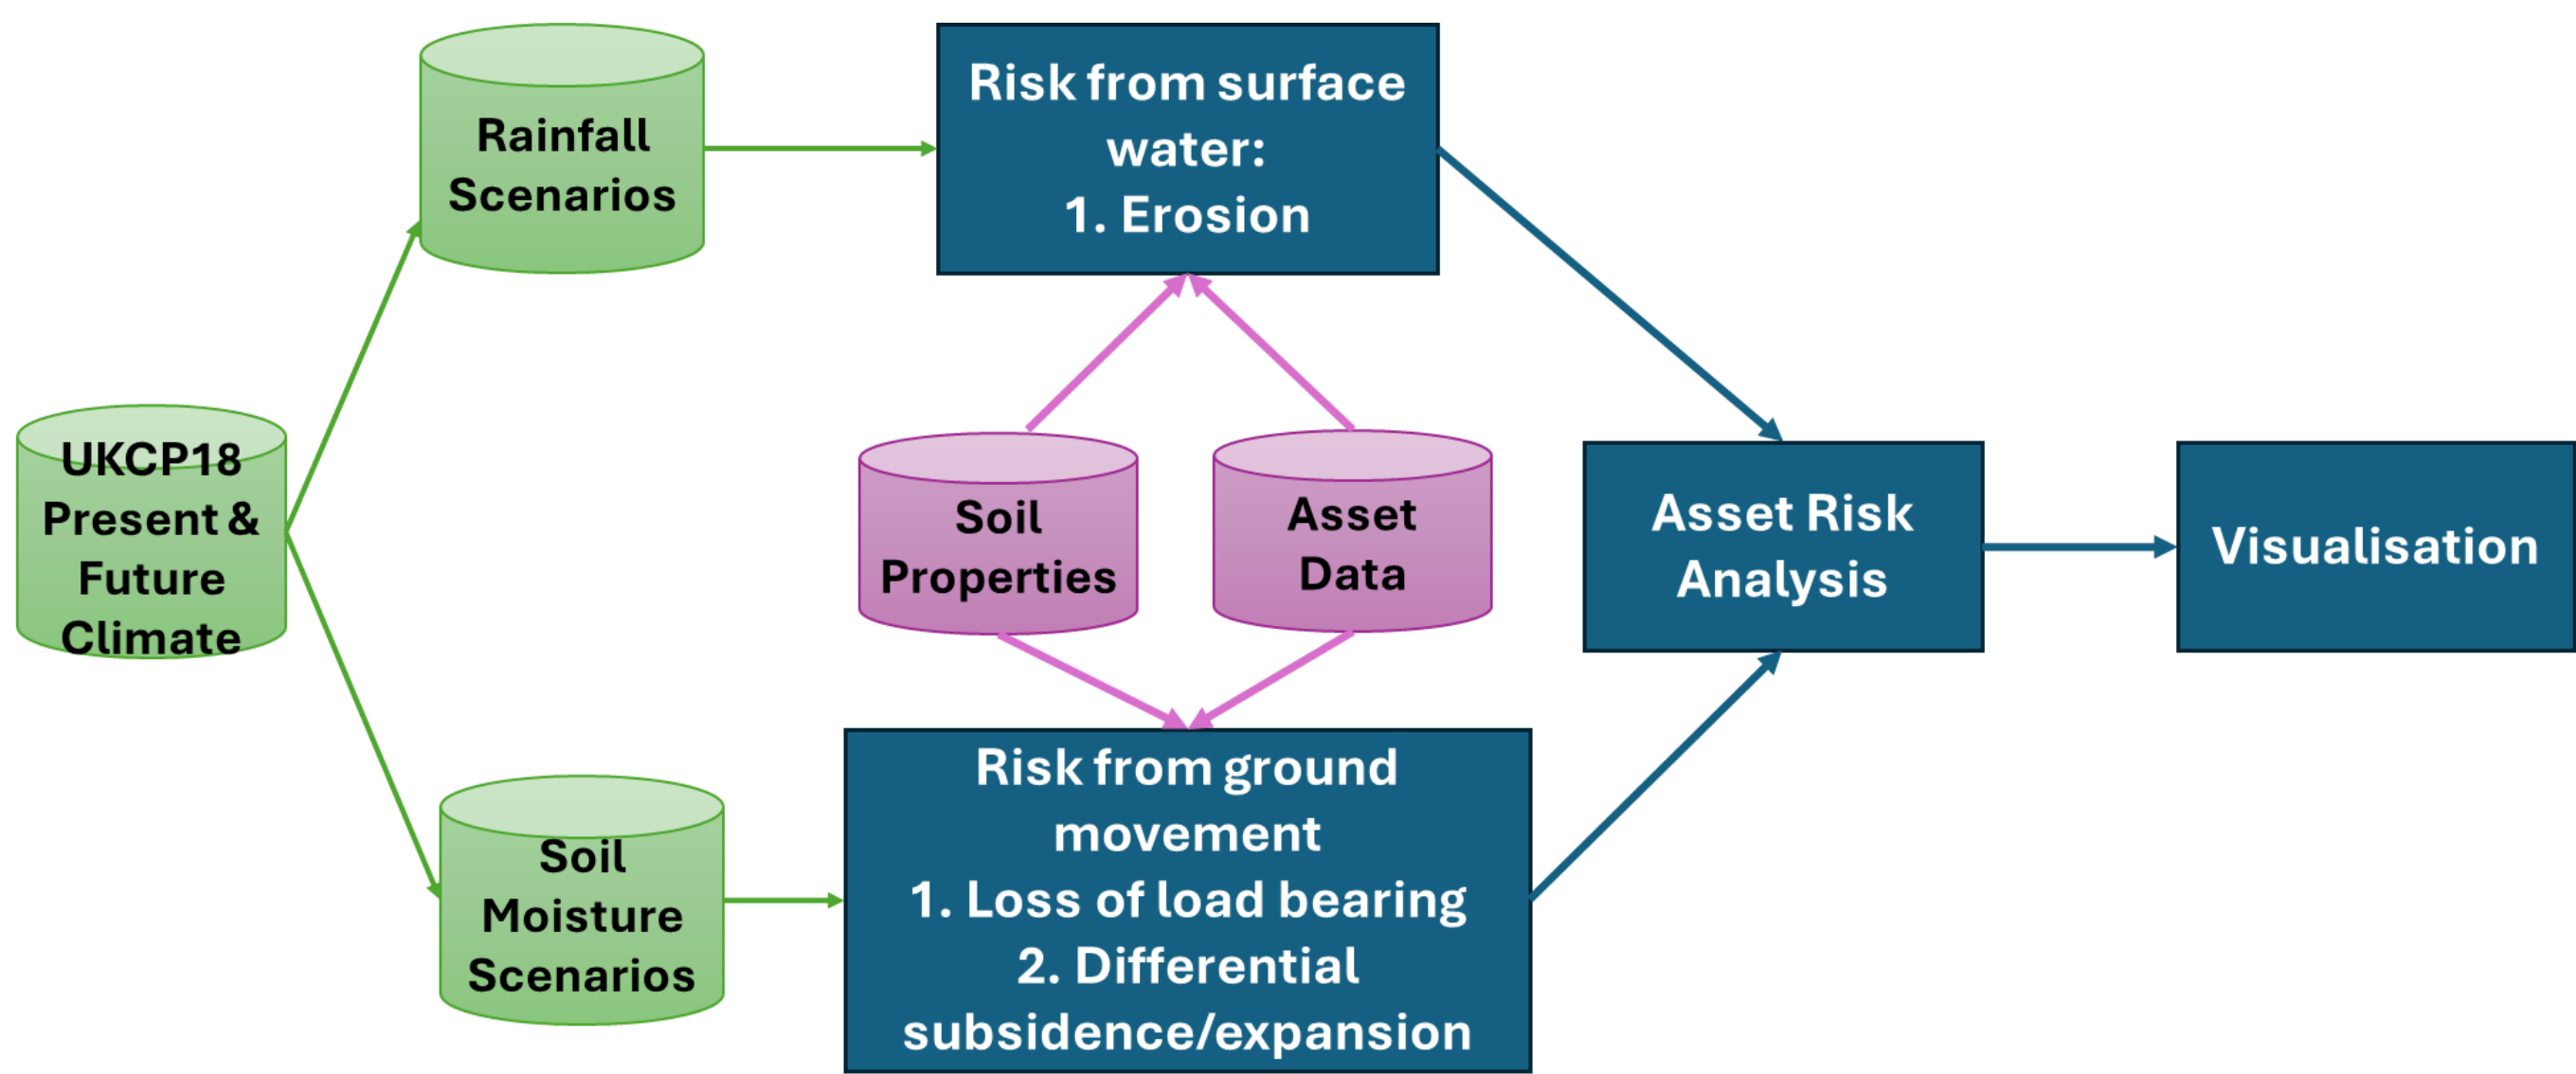 Rainfall
Scenarios
Risk from surface
water:
1. Erosion
UKCP18
Present &
Future
Climate
Soil
Properties
Asset
Data
Asset Risk
Analysis
Visualisation
Soil
Moisture
Scenarios
Risk from ground
movement
1. Loss of load bearing
2. Differential
subsidence/expansion